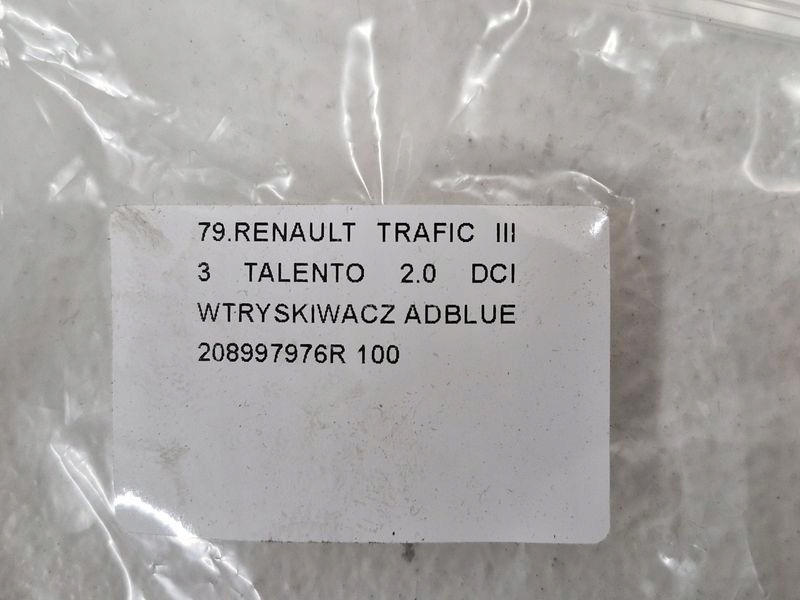 79.RENAULT TRAFIC III
3 TALENTO 2.0 DCI
WTRYSKIWACZ ADBLUE
208997976R 100